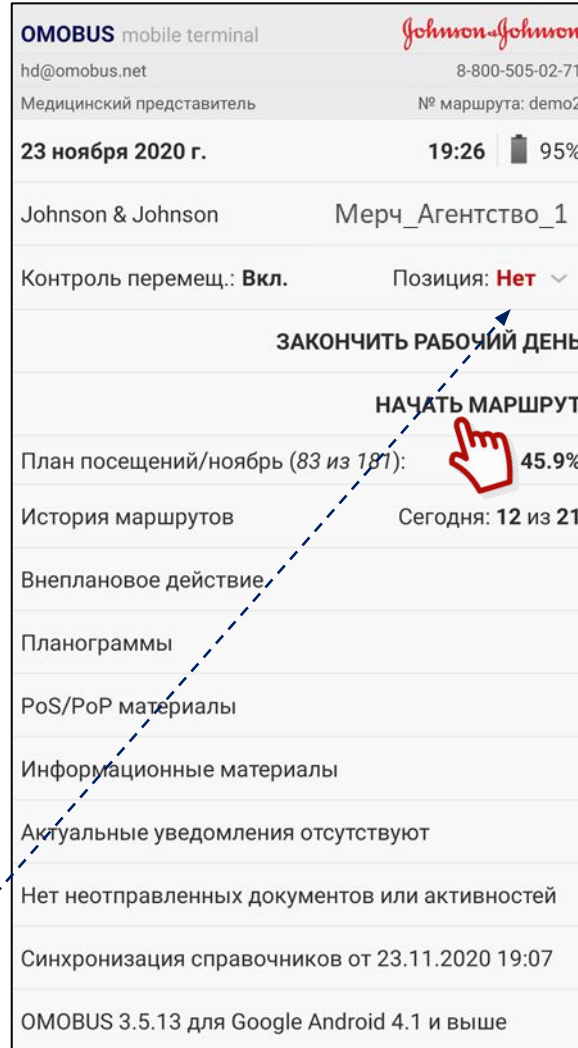 OMOBUS mobile terminal Johnson&Johnson
hd@omobus.net 8-800-505-02-71
Медицинский представитель № маршрута: demo2
23 ноября 2020 г. 19:26 95%
Johnson & Johnson Мерч_Агентство_1
Контроль перемещ.: Вкл. Позиция: Нет
ЗАКОНЧИТЬ РАБОЧИЙ ДЕНЬ
НАЧАТЬ МАРШРУТ
План посещений/ноябрь (83 из 181): 45.9%
История маршрутов Сегодня: 12 из 21
Внеплановое действие
Планограммы
PoS/PoP материалы
Информационные материалы
Актуальные уведомления отсутствуют
Нет неотправленных документов или активностей
Синхронизация справочников от 23.11.2020 19:07
OMOBUS 3.5.13 для Google Android 4.1 и выше